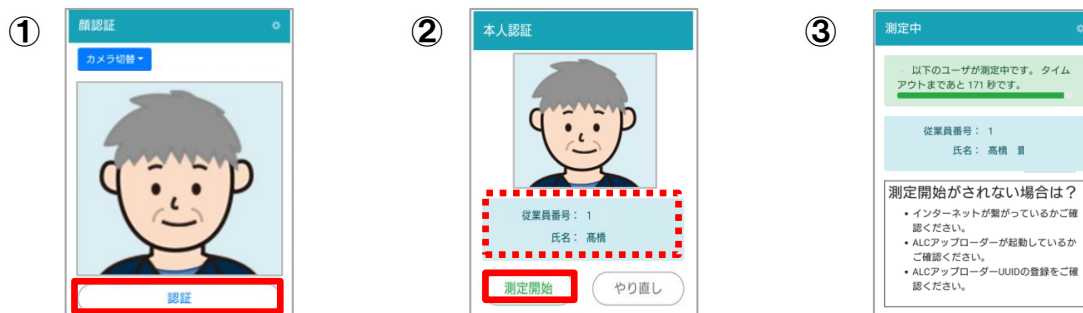 ①
顔認証
カメラ切替
認証
②
本人認証
従業員番号： 1
氏名： 髙橋
測定開始
やり直し
③
測定中
以下のユーザが測定中です。 タイム
アウトまであと 171 秒です。
従業員番号： 1
氏名： 髙橋
測定開始がされない場合は？
• インターネットが繋がっているかご確
認ください。
• ALCアップローダーが起動しているか
ご確認ください。
• ALCアップローダーUUIDの登録をご確
認ください。